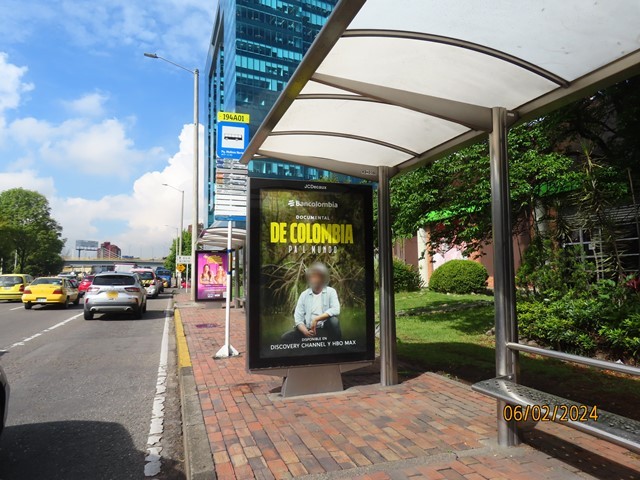 194A01
JCDecaux
Bancolombia
DOCUMENTAL
DE COLOMBIA
PA'L MUNDO
DISPONIBLE EN
DISCOVERY CHANNEL Y HBO MAX
06/02/2024